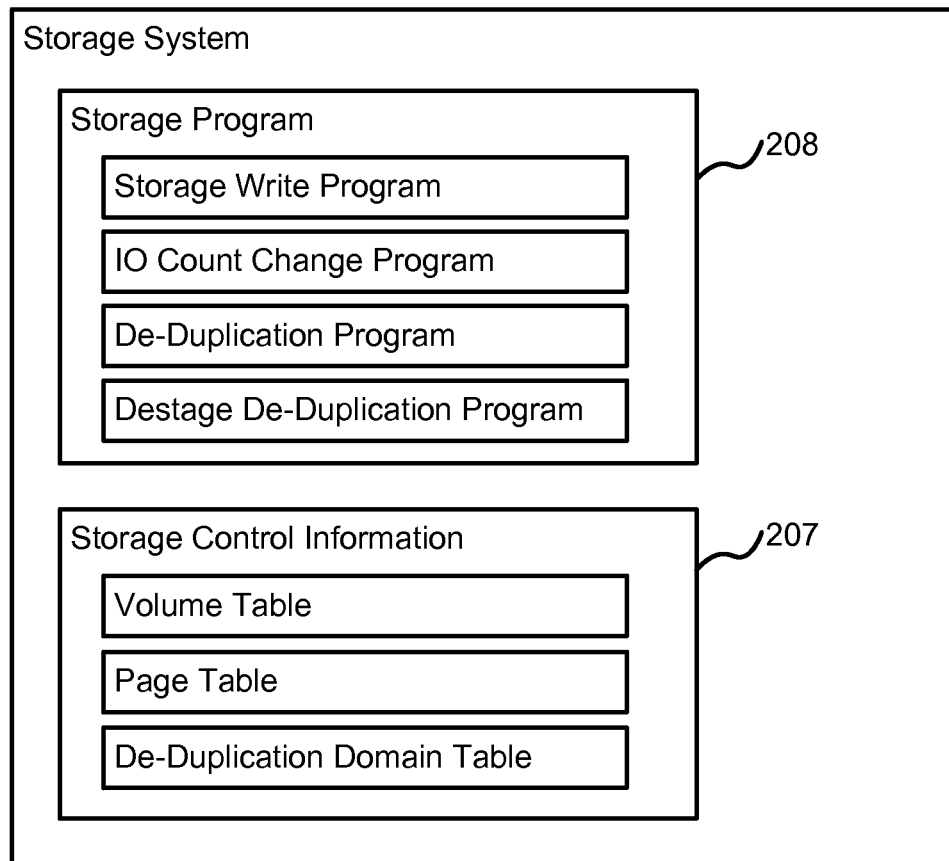 Storage System
Storage Program
208
Storage Write Program
IO Count Change Program
De-Duplication Program
Destage De-Duplication Program
Storage Control Information
207
Volume Table
Page Table
De-Duplication Domain Table